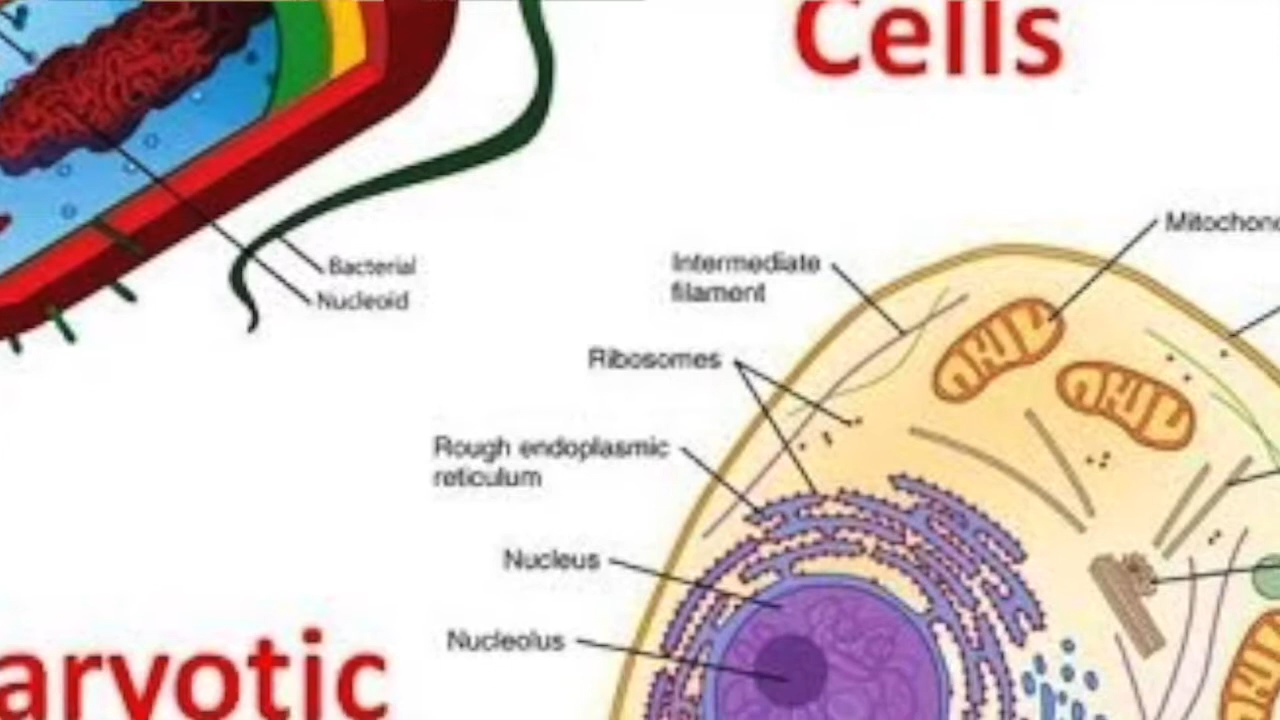 Cells
Mitochon
Bacterial
Nucleoid
Intermediate
filament
Ribosomes
Rough endoplasmic
reticulum
Nucleus
Nucleolus
aryotic